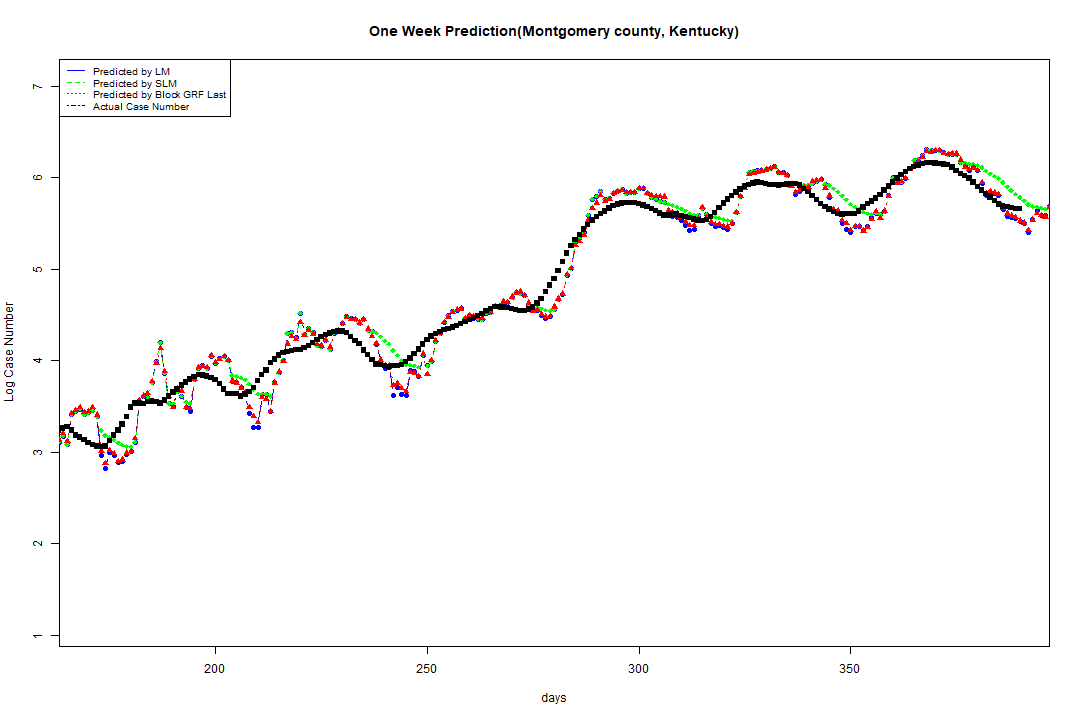 One Week Prediction(Montgomery county, Kentucky)
Predicted by LM
Predicted by SLM
Predicted by Block GRF Last
Actual Case Number
Log Case Number
7
6
5
4
3
2
1
200 250 300 350
days